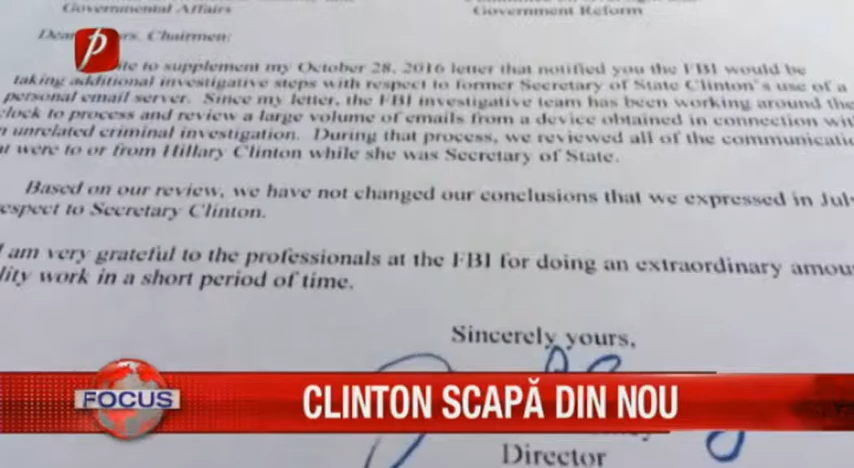 Governmental Affairs
Government Reform
Dear
rs. Chairmen:
to supplement my October 28, 2016 letter that notified you the FBI would be
taking additional investigative steps with respect to former Secretary of State Clinton's use of a
personal email server. Since my letter, the FBI investigative team has been working around the
clock to process and review a large volume of emails from a device obtained in connection with
n unrelated criminal investigation. During that process, we reviewed all of the communicatio
at were to or from Hillary Clinton while she was Secretary of State.
Based on our review, we have not changed our conclusions that we expressed in July
respect to Secretary Clinton.
I am very grateful to the professionals at the FBI for doing an extraordinary amou
lity work in a short period of time.
Sincerely yours,
FOCUS
CLINTON SCAPĂ DIN NOU
Director